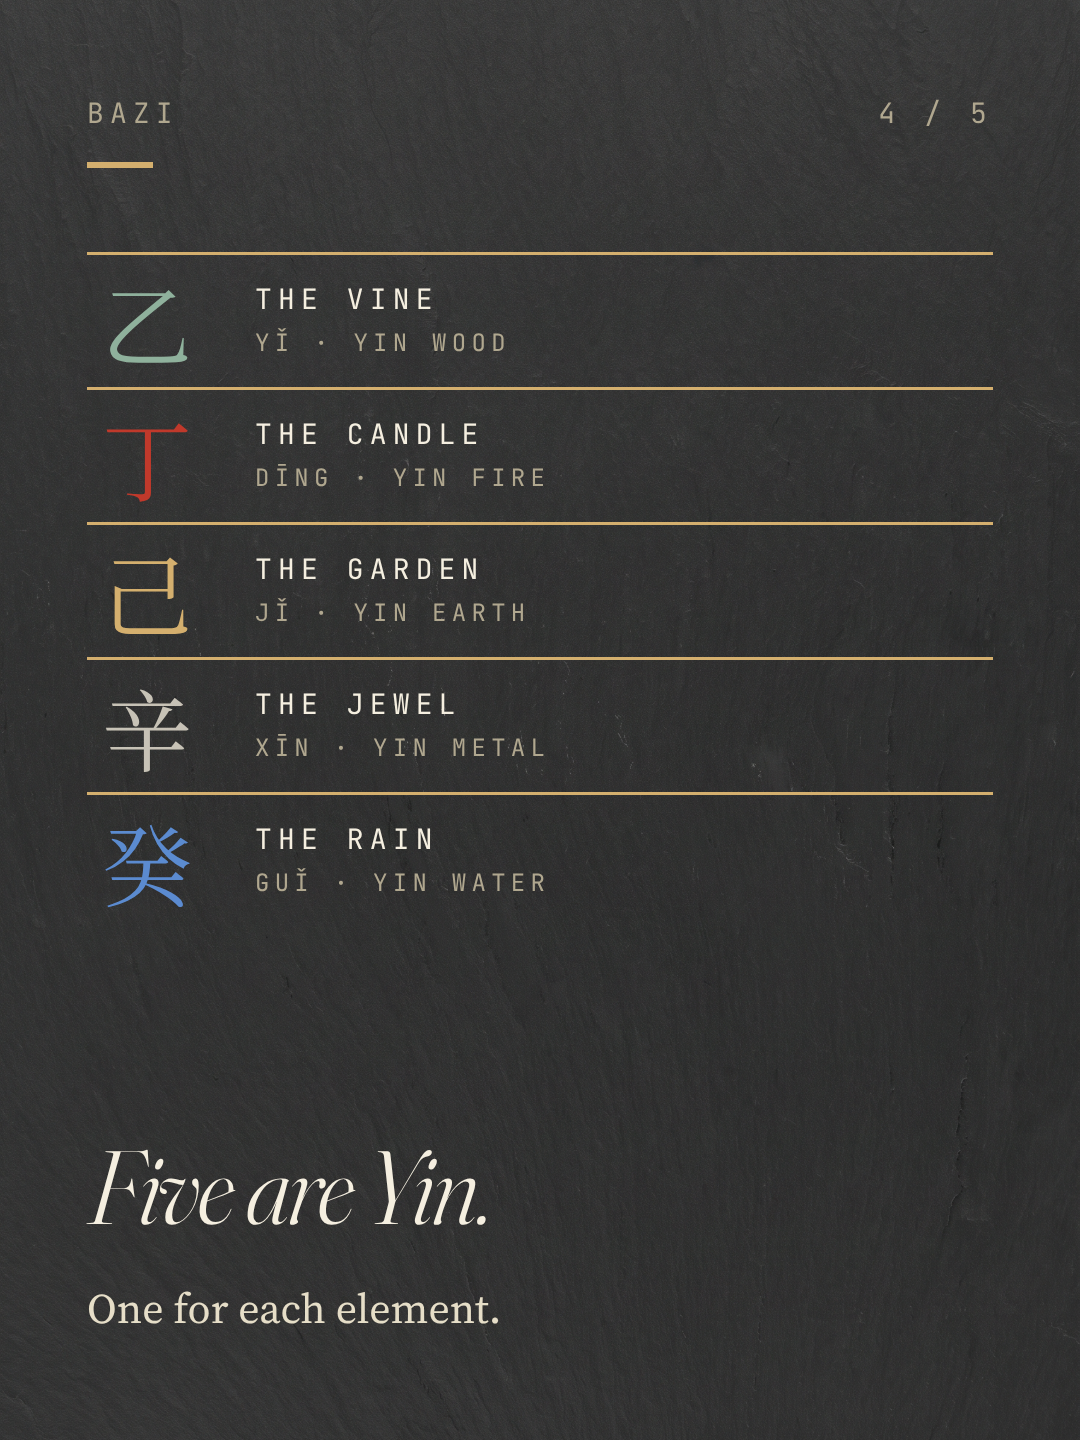 BAZI
4 / 5
乙
THE VINE
YǏ · YIN WOOD
丁
THE CANDLE
DĪNG · YIN FIRE
己
THE GARDEN
JǏ · YIN EARTH
辛
THE JEWEL
XĪN · YIN METAL
癸
THE RAIN
GUǏ · YIN WATER
Five are Yin.
One for each element.